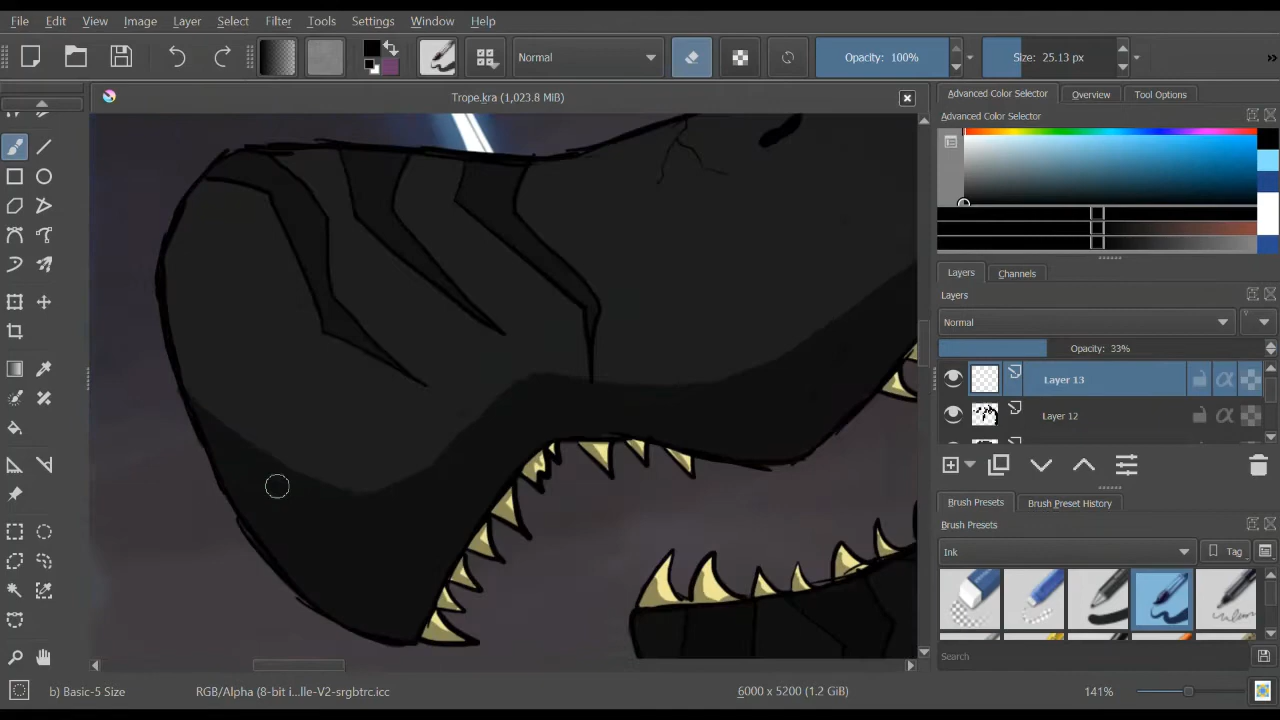 File Edit View Image Layer Select Filter Tools Settings Window Help
Normal
Opacity: 100%
Size: 25.13 px
»
Trope.kra (1,023.8 MiB)
Advanced Color Selector Overview Tool Options
Advanced Color Selector
Layers Channels
Layers
Normal
Opacity: 33%
Layer 13
Layer 12
Brush Presets Brush Preset History
Brush Presets
Ink
Tag
Search
b) Basic-5 Size
RGB/Alpha (8-bit i...lle-V2-srgbtrc.icc
6000 x 5200 (1.2 GiB)
141%